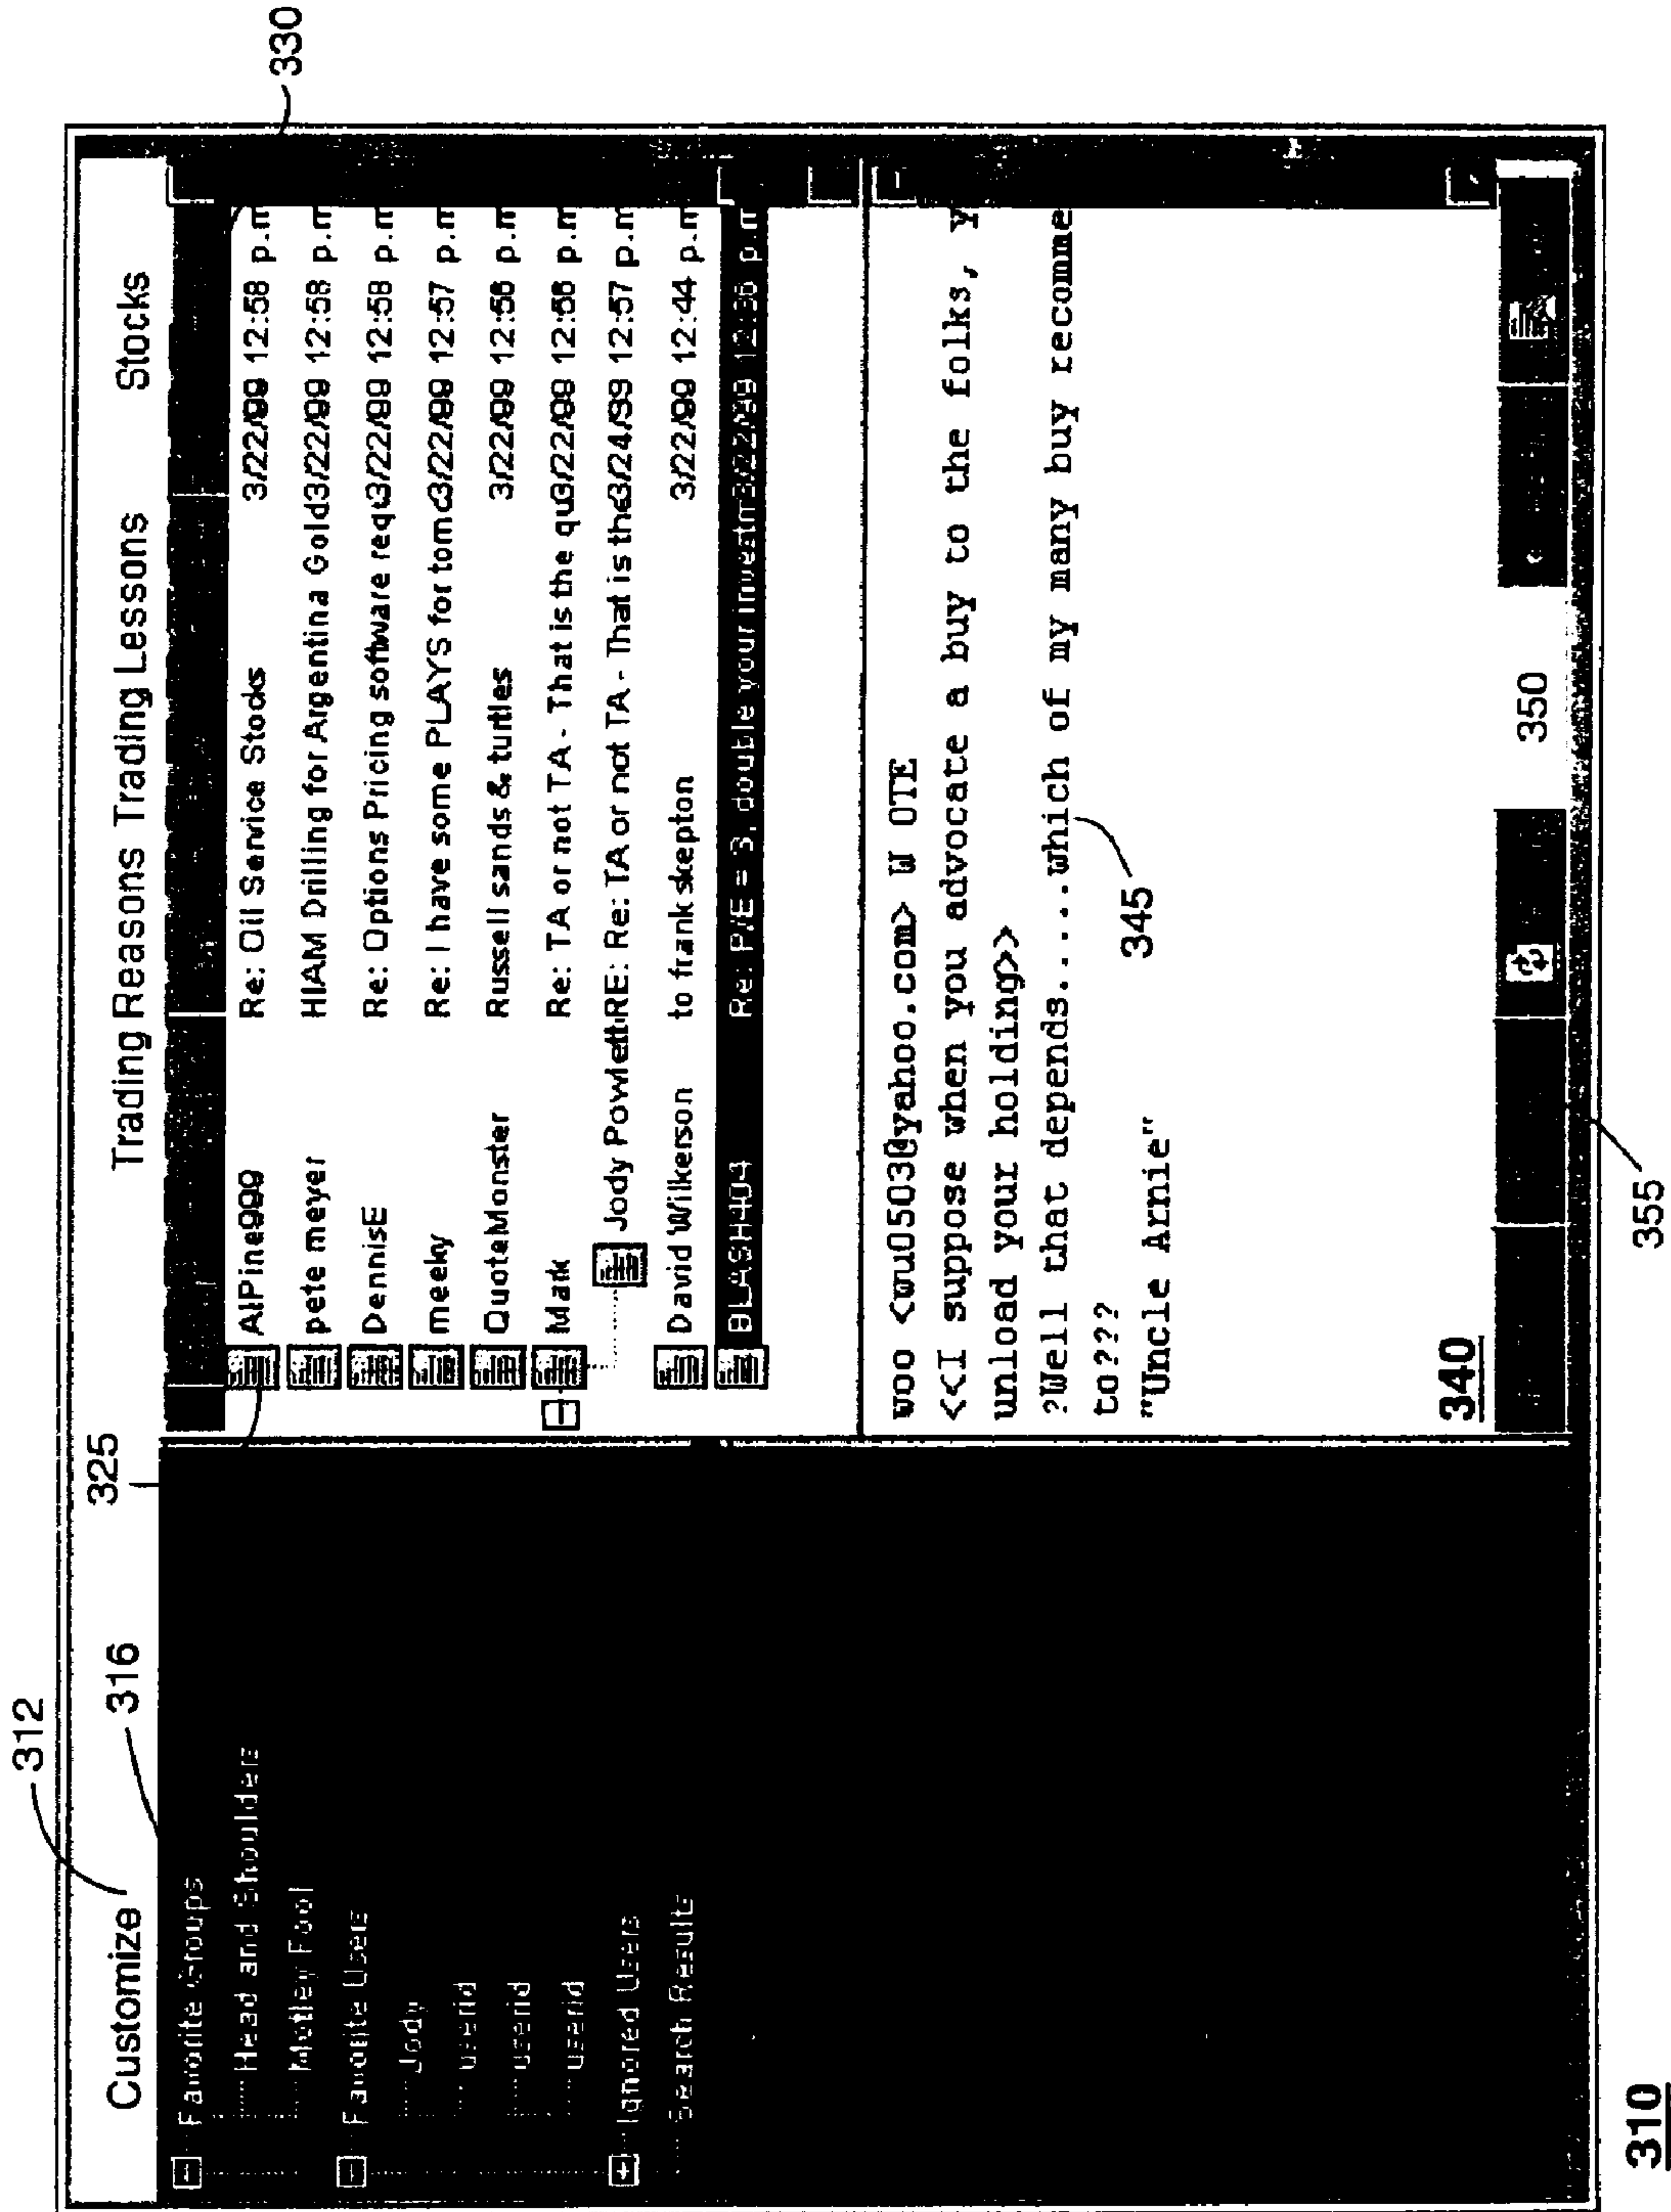 312
316
325
330
Customize
Trading Reasons Trading Lessons Stocks
Favorite Groups
Head and Shoulders
Motley Fool
Favorite Users
Jody
userid
userid
userid
Ignored Users
Search Results
AlPine999 Re: Oil Service Stocks 3/22/99 12:58 p.m
pete meyer HIAM Drilling for Argentina Gold3/22/99 12:58 p.m
DennisE Re: Options Pricing software requ3/22/99 12:58 p.m
meeky Re: I have some PLAYS for tomo3/22/99 12:57 p.m
QuoteMonster Russell sands & turtles 3/22/99 12:56 p.m
Mark Re: TA or not TA - That is the qu3/22/99 12:56 p.m
Jody Powlett RE: Re: TA or not TA - That is the3/24/99 12:57 p.m
David Wilkerson to frank skepton 3/22/99 12:44 p.m
Re: P/E = S, double your investm3/22/99 p.m
woo <wu0503@yahoo.com> W OTE
<<I suppose when you advocate a buy to the folks, y
unload your holding>>
?Well that depends......which of my many buy recomme
to???
"Uncle Arnie"
345
340
350
355
310